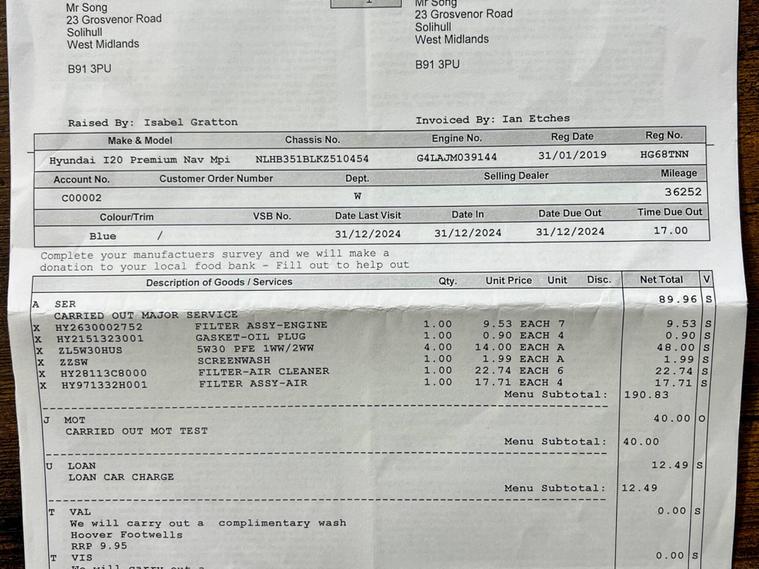 Mr Song
23 Grosvenor Road
Solihull
West Midlands
B91 3PU
1
Mr Song
23 Grosvenor Road
Solihull
West Midlands
B91 3PU
Raised By: Isabel Gratton Invoiced By: Ian Etches
Make & Model Chassis No. Engine No. Reg Date Reg No.
Hyundai I20 Premium Nav Mpi NLHB351BLKZ510454 G4LAJM039144 31/01/2019 HG68TNN
Account No. Customer Order Number Dept. Selling Dealer Mileage
C00002 W 36252
Colour/Trim VSB No. Date Last Visit Date In Date Due Out Time Due Out
Blue / 31/12/2024 31/12/2024 31/12/2024 17.00
Complete your manufactuers survey and we will make a
donation to your local food bank - Fill out to help out
Description of Goods / Services Qty. Unit Price Unit Disc. Net Total V
A SER 89.96 S
CARRIED OUT MAJOR SERVICE
X HY2630002752 FILTER ASSY-ENGINE 1.00 9.53 EACH 7 9.53 S
X HY2151323001 GASKET-OIL PLUG 1.00 0.90 EACH 4 0.90 S
X ZL5W30HUS 5W30 PFE 1WW/2WW 4.00 14.00 EACH A 48.00 S
X ZZSW SCREENWASH 1.00 1.99 EACH A 1.99 S
X HY28113C8000 FILTER-AIR CLEANER 1.00 22.74 EACH 6 22.74 S
X HY971332H001 FILTER ASSY-AIR 1.00 17.71 EACH 4 17.71 S
Menu Subtotal: 190.83
J MOT 40.00 O
CARRIED OUT MOT TEST
Menu Subtotal: 40.00
U LOAN 12.49 S
LOAN CAR CHARGE
Menu Subtotal: 12.49
T VAL 0.00 S
We will carry out a complimentary wash
Hoover Footwells
RRP 9.95
T VIS 0.00 S
We will carry out a